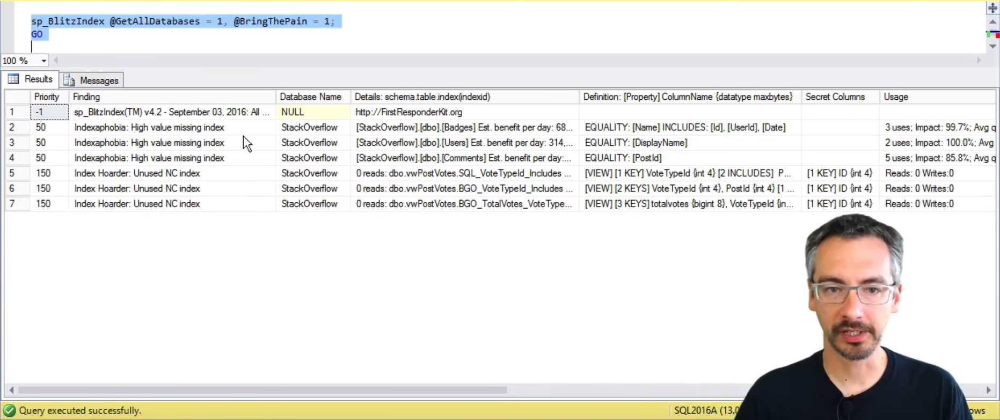 sp_BlitzIndex @GetAllDatabases = 1, @BringThePain = 1;
GO
100 %
Results Messages
Priority Finding Database Name Details: schema.table.index(indexid) Definition: [Property] ColumnName {datatype maxbytes} Secret Columns Usage
1 -1 sp_BlitzIndex(TM) v4.2 - September 03, 2016: All ... NULL http://FirstResponderKit.org
2 50 Indexaphobia: High value missing index StackOverflow [StackOverflow].[dbo].[Badges] Est. benefit per day: 68... EQUALITY: [Name] INCLUDES: [Id], [UserId], [Date] 3 uses; Impact: 99.7%; Avg q
3 50 Indexaphobia: High value missing index StackOverflow [StackOverflow].[dbo].[Users] Est. benefit per day: 314,... EQUALITY: [DisplayName] 2 uses; Impact: 100.0%; Avg
4 50 Indexaphobia: High value missing index StackOverflow [StackOverflow].[dbo].[Comments] Est. benefit per day:... EQUALITY: [PostId] 5 uses; Impact: 85.8%; Avg q
5 150 Index Hoarder: Unused NC index StackOverflow 0 reads: dbo.vwPostVotes.SQL_VoteTypeId_Includes ... [VIEW] [1 KEY] VoteTypeId {int 4} [2 INCLUDES] P... [1 KEY] ID {int 4} Reads: 0 Writes:0
6 150 Index Hoarder: Unused NC index StackOverflow 0 reads: dbo.vwPostVotes.BGO_VoteTypeId_Includes ... [VIEW] [2 KEYS] VoteTypeId {int 4}, PostId {int 4} [1 ... [1 KEY] ID {int 4} Reads: 0 Writes:0
7 150 Index Hoarder: Unused NC index StackOverflow 0 reads: dbo.vwPostVotes.BGO_TotalVotes_VoteType... [VIEW] [3 KEYS] totalvotes {bigint 8}, VoteTypeId {in... [1 KEY] ID {int 4} Reads: 0 Writes:0
Query executed successfully. SQL2016A (13.0 ows